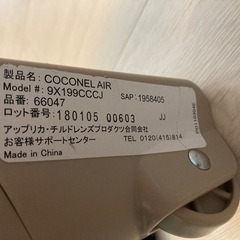 製品名: COCONEL AIR
Model #: 9X199CCCJ SAP: 1958405
品番: 66047
ロット番号: 180105 00603 JJ
アップリカ・チルドレンズプロダクツ合同会社
お客様サポートセンター TEL 0120(415)814
Made in China